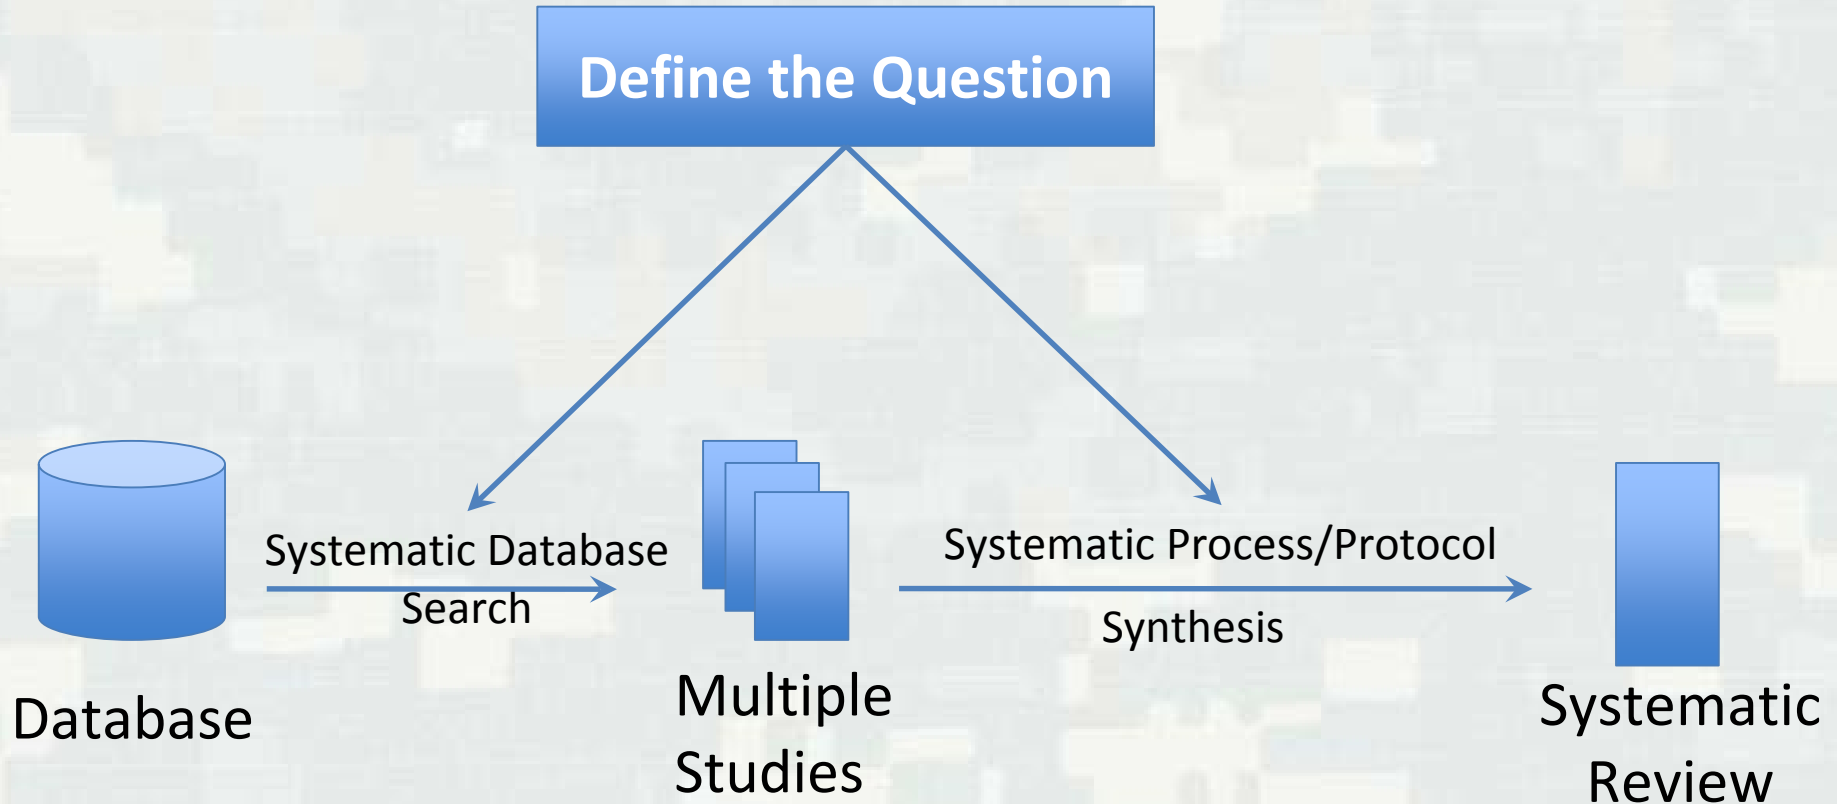 Define the Question
Systematic Database
Search
Systematic Process/Protocol
Synthesis
Database
Multiple
Studies
Systematic
Review